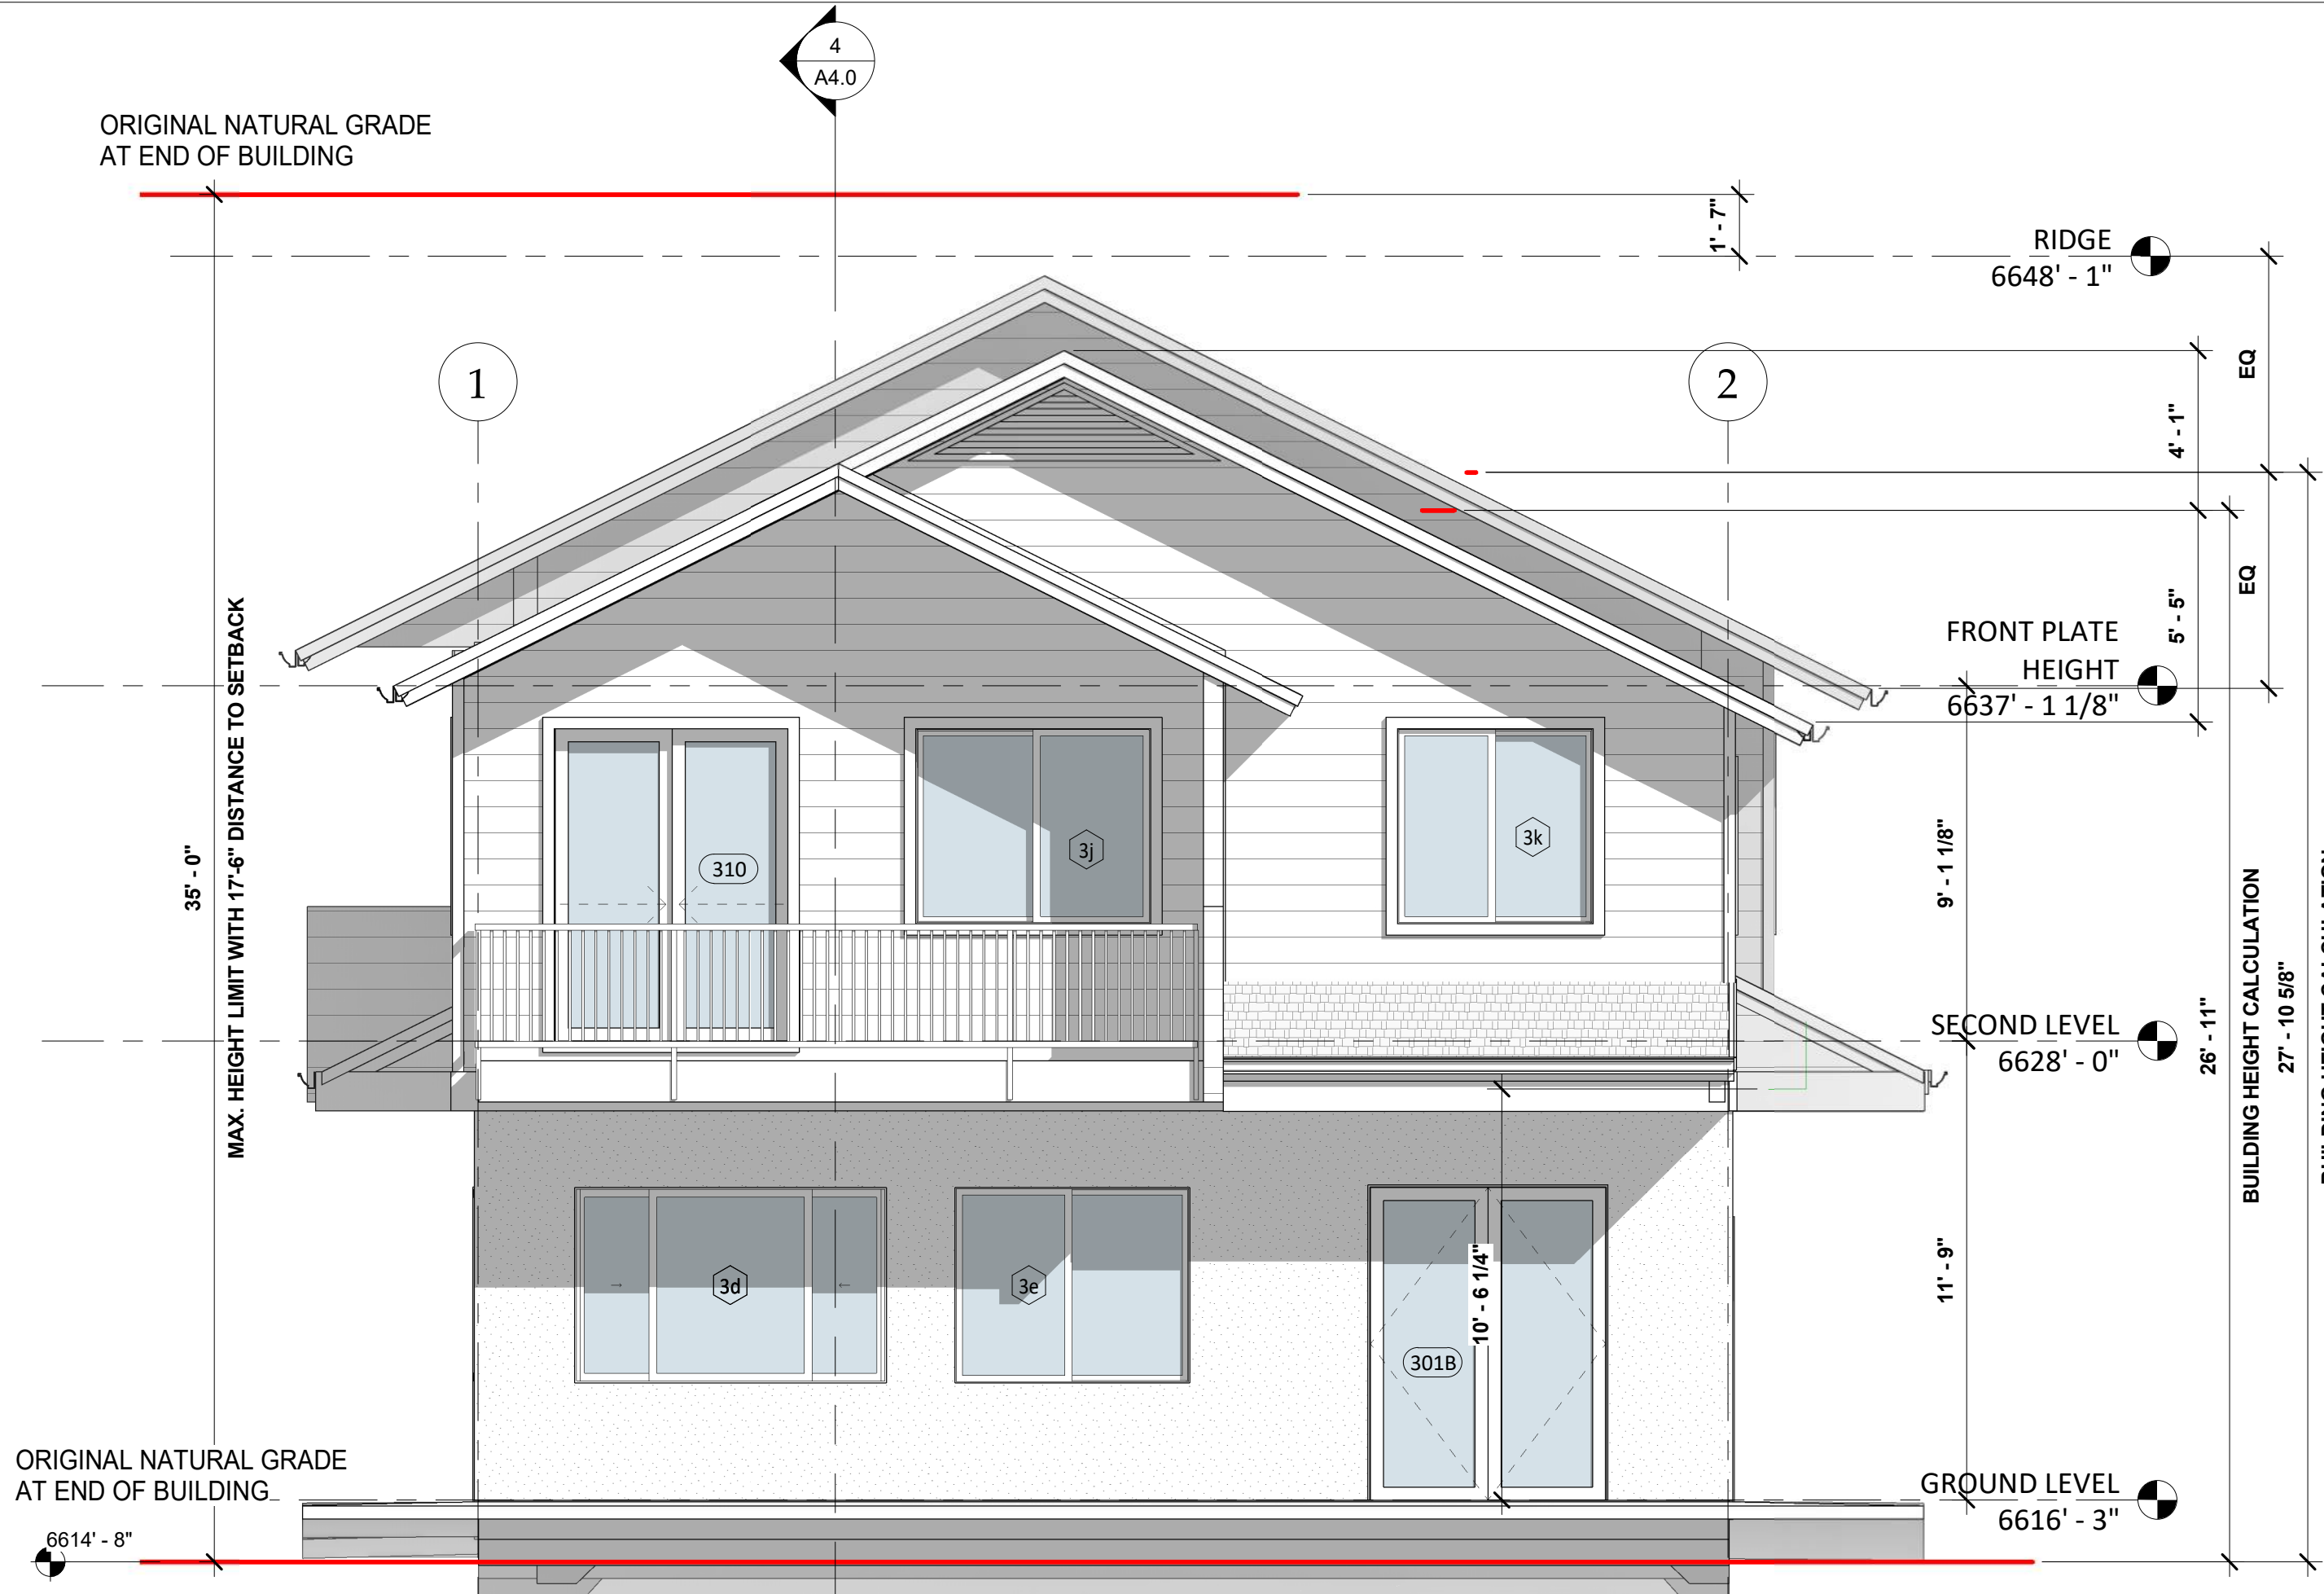 4
A4.0
ORIGINAL NATURAL GRADE
AT END OF BUILDING
1' - 7"
RIDGE
6648' - 1"
1
2
EQ
4' - 1"
EQ
5' - 5"
FRONT PLATE
HEIGHT
6637' - 1 1/8"
35' - 0"
MAX. HEIGHT LIMIT WITH 17'-6" DISTANCE TO SETBACK
310
3j
3k
9' - 1 1/8"
SECOND LEVEL
6628' - 0"
26' - 11"
BUILDING HEIGHT CALCULATION
27' - 10 5/8"
3d
3e
10' - 6 1/4"
301B
11' - 9"
ORIGINAL NATURAL GRADE
AT END OF BUILDING
6614' - 8"
GROUND LEVEL
6616' - 3"